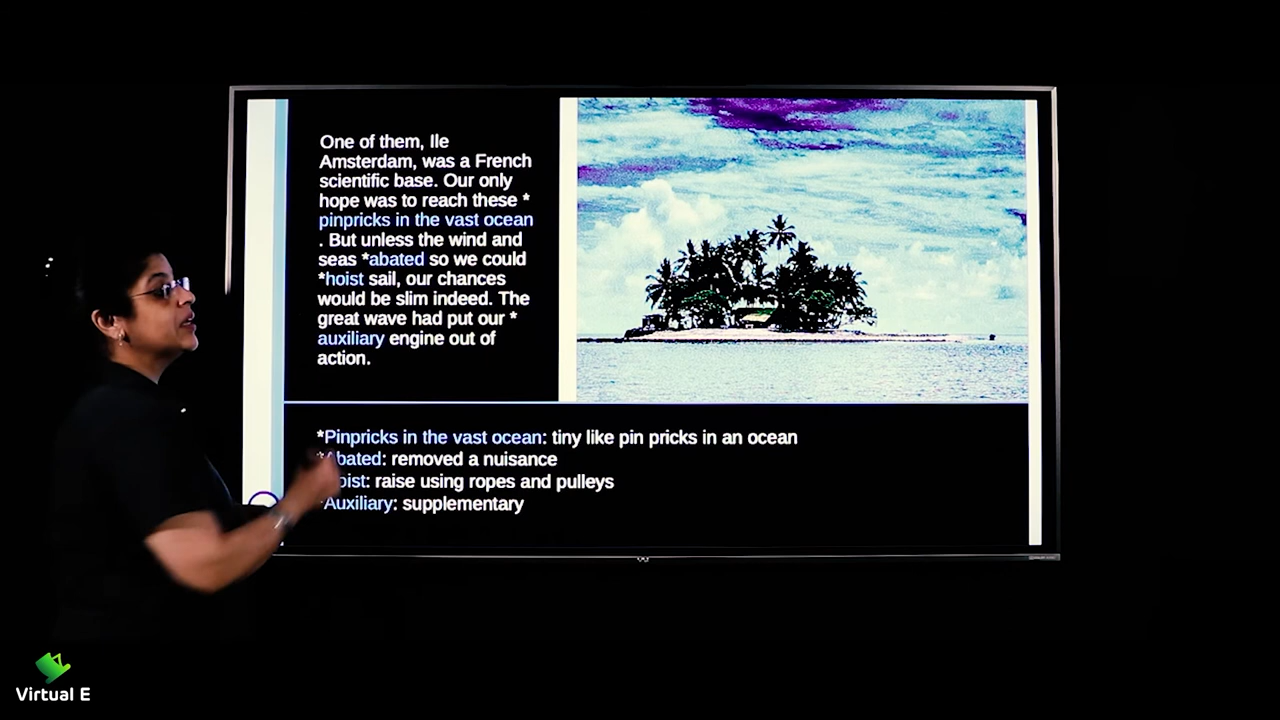 One of them, Ile
Amsterdam, was a French
scientific base. Our only
hope was to reach these *
pinpricks in the vast ocean
. But unless the wind and
seas *abated so we could
*hoist sail, our chances
would be slim indeed. The
great wave had put our *
auxiliary engine out of
action.
*Pinpricks in the vast ocean: tiny like pin pricks in an ocean
*Abated: removed a nuisance
oist: raise using ropes and pulleys
*Auxiliary: supplementary
Virtual E